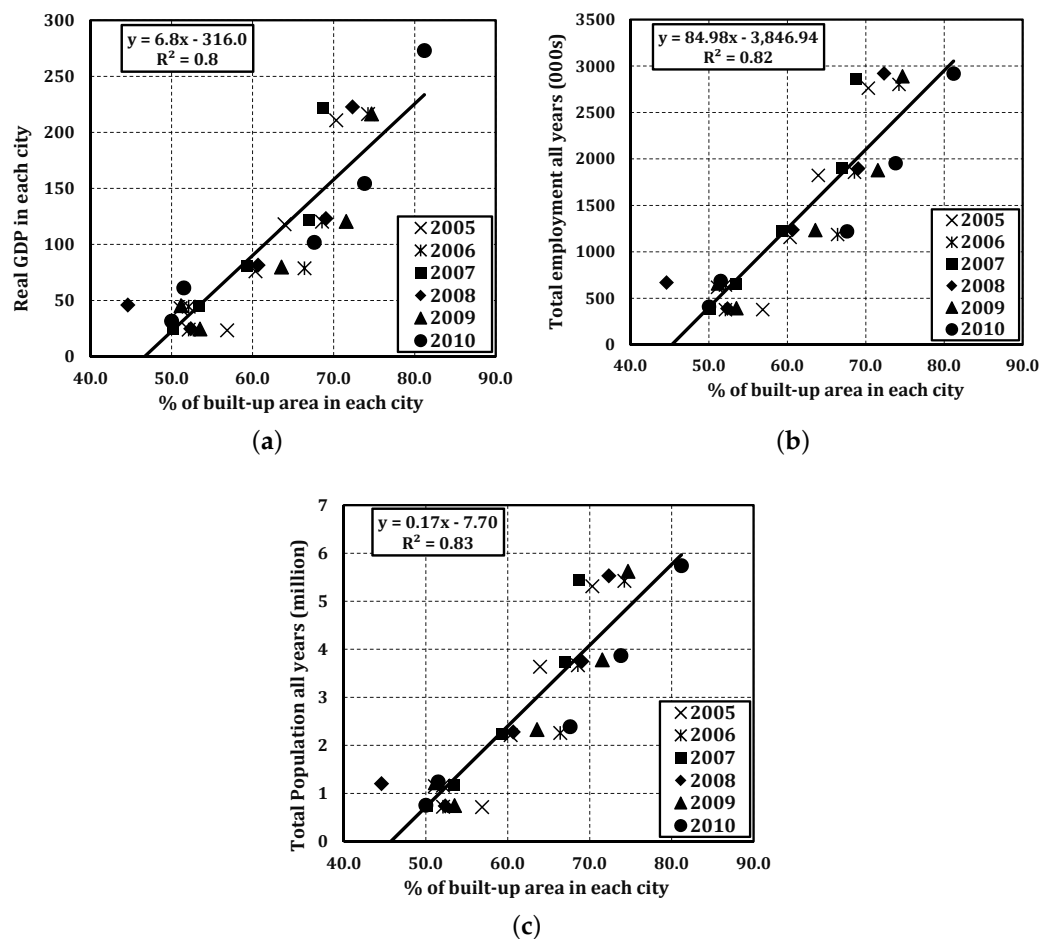 y = 6.8x - 316.0
R² = 0.8
Real GDP in each city
300
250
200
150
100
50
0
40.0 50.0 60.0 70.0 80.0 90.0
% of built-up area in each city
2005
2006
2007
2008
2009
2010
(a)
y = 84.98x - 3,846.94
R² = 0.82
Total employment all years (000s)
3500
3000
2500
2000
1500
1000
500
0
40.0 50.0 60.0 70.0 80.0 90.0
% of built-up area in each city
2005
2006
2007
2008
2009
2010
(b)
y = 0.17x - 7.70
R² = 0.83
Total Population all years (million)
7
6
5
4
3
2
1
0
40.0 50.0 60.0 70.0 80.0 90.0
% of built-up area in each city
2005
2006
2007
2008
2009
2010
(c)